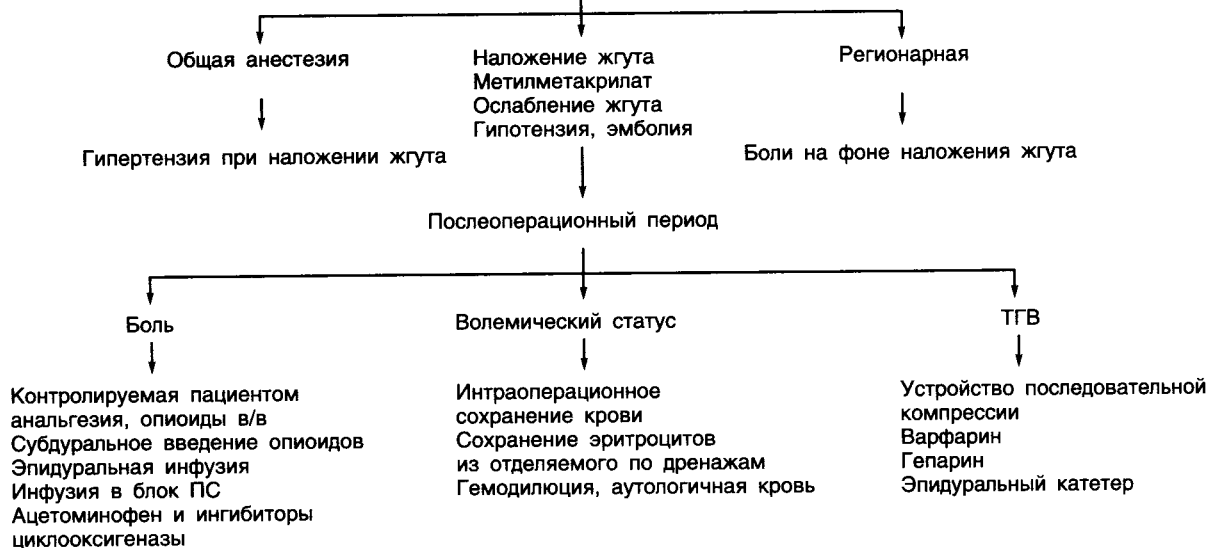 Общая анестезия
Гипертензия при наложении жгута
Наложение жгута
Метилметакрилат
Ослабление жгута
Гипотензия, эмболия
Регионарная
Боли на фоне наложения жгута
Послеоперационный период
Боль
Контролируемая пациентом
анальгезия, опиоиды в/в
Субдуральное введение опиоидов
Эпидуральная инфузия
Инфузия в блок ПС
Ацетоминофен и ингибиторы
циклооксигеназы
Волемический статус
Интраоперационное
сохранение крови
Сохранение эритроцитов
из отделяемого по дренажам
Гемодилюция, аутологичная кровь
ТГВ
Устройство последовательной
компрессии
Варфарин
Гепарин
Эпидуральный катетер